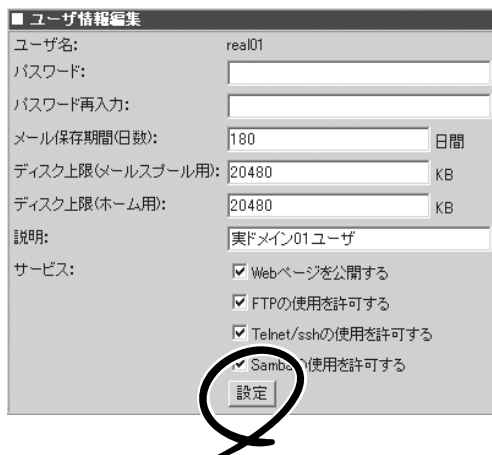 ■ ユーザ情報編集
ユーザ名: real01
パスワード:
パスワード再入力:
メール保存期間(日数): 180 日間
ディスク上限(メールスプール用): 20480 KB
ディスク上限(ホーム用): 20480 KB
説明: 実ドメイン01ユーザ
サービス: Webページを公開する
FTPの使用を許可する
Telnet/sshの使用を許可する
Sambaの使用を許可する
設定